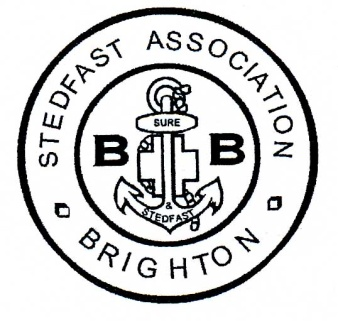 STEDFAST ASSOCIATION
B B
SURE
&
STEDFAST
BRIGHTON